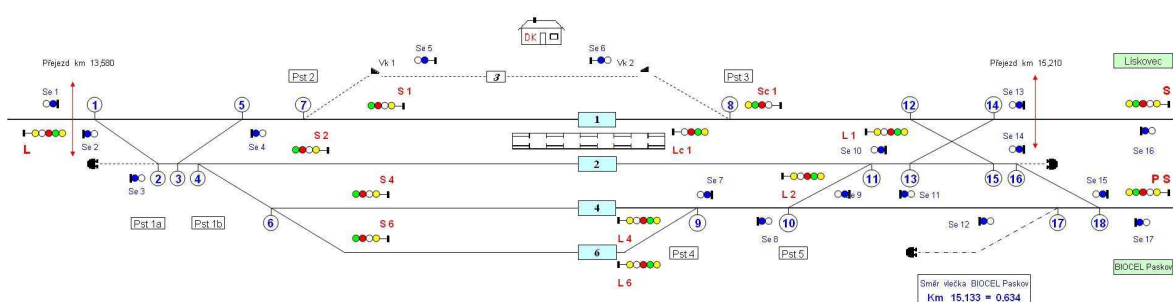 DK
Se 5
Se 6
Přejezd km 13,580
Vk 1
Vk 2
Přejezd km 15,210
Lískovec
Pst 2
3
Pst 3
Se 1
S 1
Sc 1
Se 13
S
1
5
7
8
12
14
1
L
Se 2
Se 4
S 2
Lc 1
L 1
Se 10
Se 14
Se 16
2
Se 3
2
3
4
11
13
15
16
S 4
Se 7
L 2
Se 9
Se 11
Se 15
P S
Pst 1a
Pst 1b
6
4
9
10
17
18
S 6
L 4
Se 8
Se 12
Se 17
6
Pst 4
Pst 5
L 6
BIOCEL Paskov
Směr vlečka BIOCEL Paskov
Km 15,133 = 0,634